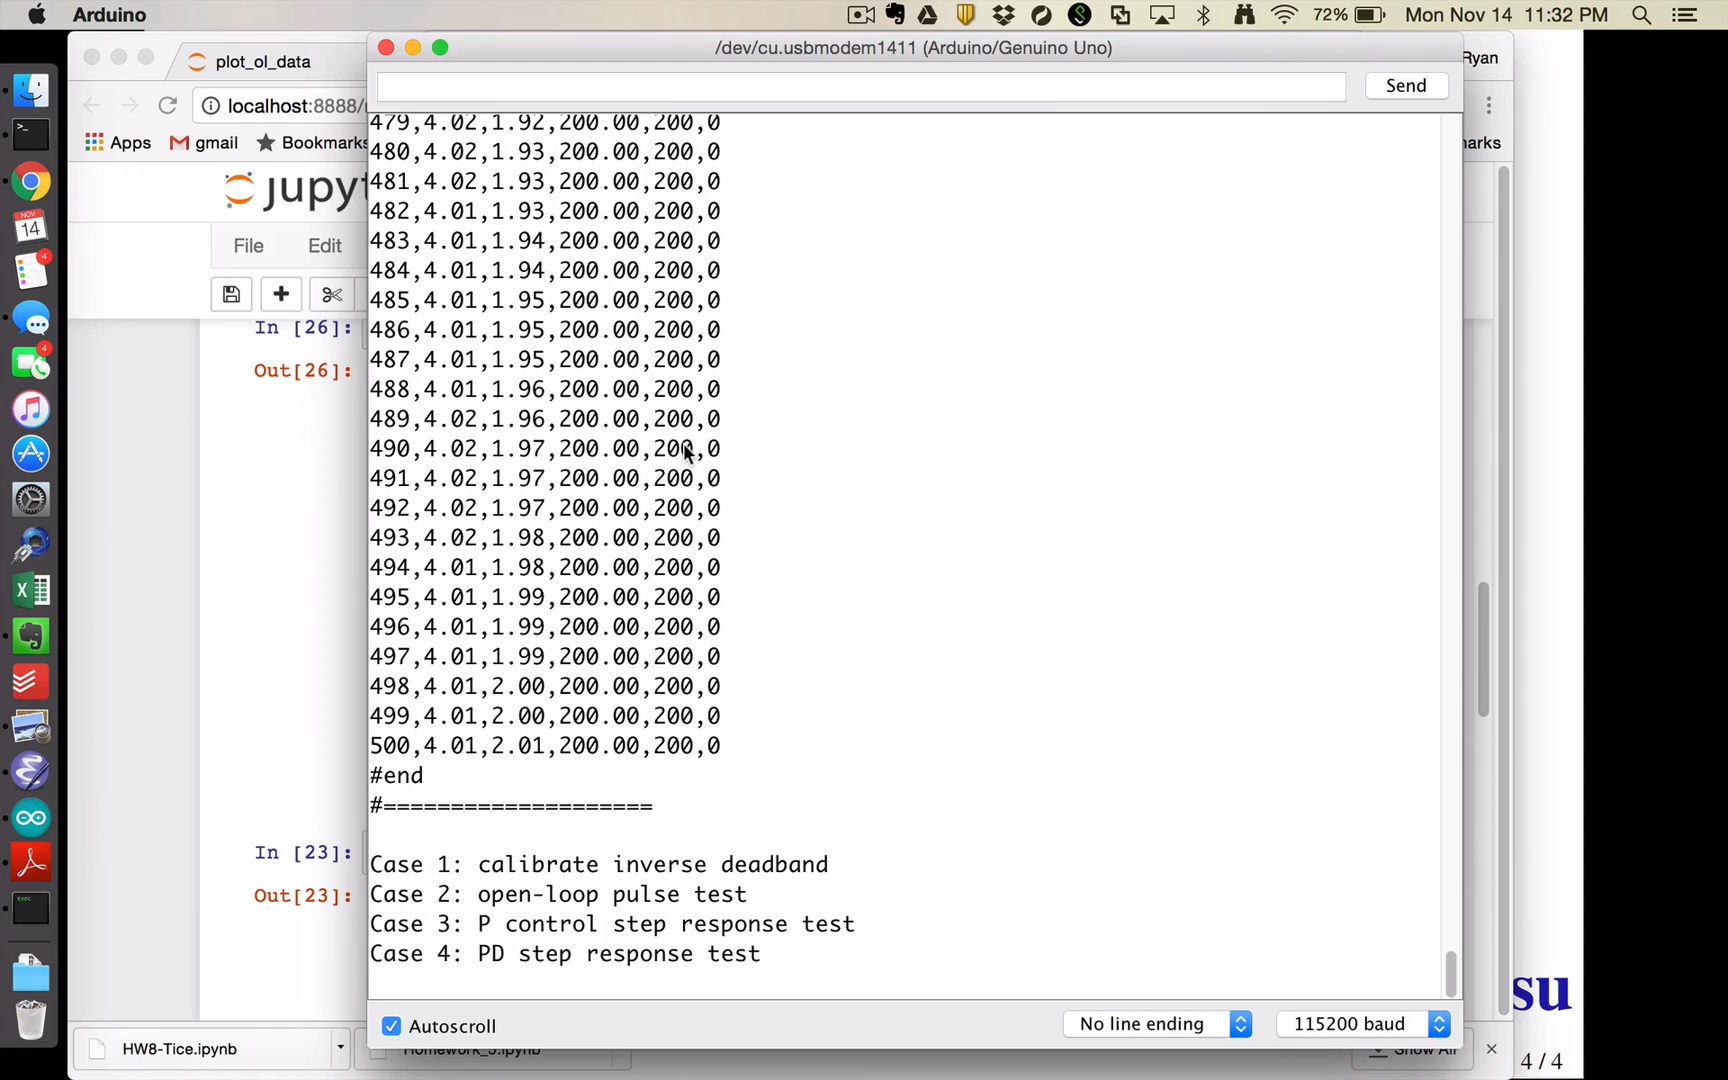 Arduino
72%
Mon Nov 14 11:32 PM
plot_ol_data
/dev/cu.usbmodem1411 (Arduino/Genuino Uno)
Ryan
localhost:8888/
Send
Apps
gmail
Bookmarks
arks
NOV
14
4
4
jupyt
File
Edit
479,4.02,1.92,200.00,200,0
480,4.02,1.93,200.00,200,0
481,4.02,1.93,200.00,200,0
482,4.01,1.93,200.00,200,0
483,4.01,1.94,200.00,200,0
484,4.01,1.94,200.00,200,0
485,4.01,1.95,200.00,200,0
486,4.01,1.95,200.00,200,0
487,4.01,1.95,200.00,200,0
488,4.01,1.96,200.00,200,0
489,4.02,1.96,200.00,200,0
490,4.02,1.97,200.00,200,0
491,4.02,1.97,200.00,200,0
492,4.02,1.97,200.00,200,0
493,4.02,1.98,200.00,200,0
494,4.01,1.98,200.00,200,0
495,4.01,1.99,200.00,200,0
496,4.01,1.99,200.00,200,0
497,4.01,1.99,200.00,200,0
498,4.01,2.00,200.00,200,0
499,4.01,2.00,200.00,200,0
500,4.01,2.01,200.00,200,0
#end
#====================
Case 1: calibrate inverse deadband
Case 2: open-loop pulse test
Case 3: P control step response test
Case 4: PD step response test
In [26]:
Out[26]:
In [23]:
Out[23]:
su
Autoscroll
No line ending
115200 baud
HW8-Tice.ipynb
Homework_5.ipynb
Show All
4 / 4
exec